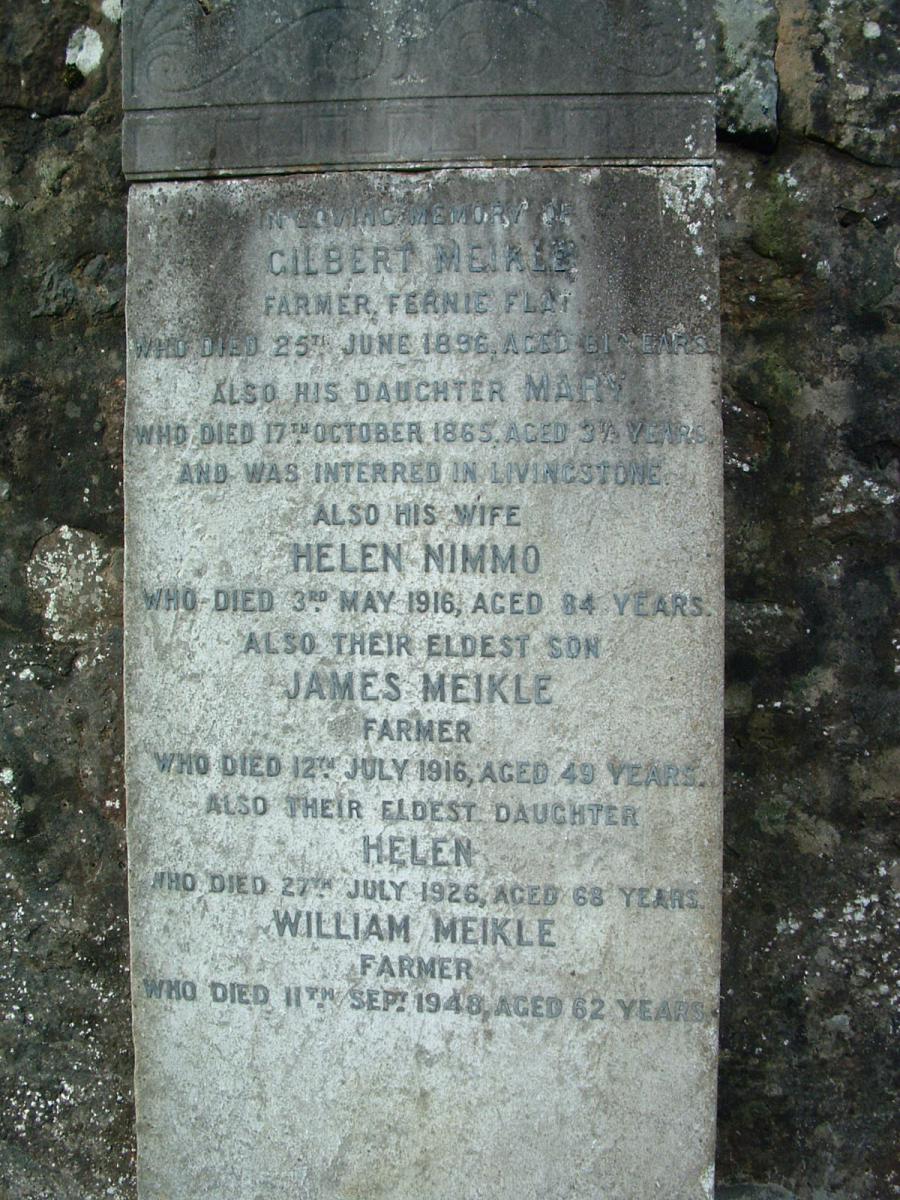 IN LOVING MEMORY OF
GILBERT MEIKLE
FARMER, FERNIE FLAT
WHO DIED 25TH JUNE 1896, AGED 61 YEARS.
ALSO HIS DAUGHTER MARY,
WHO DIED 17TH OCTOBER 1865, AGED 3½ YEARS,
AND WAS INTERRED IN LIVINGSTONE.
ALSO HIS WIFE
HELEN NIMMO
WHO DIED 3RD MAY 1916, AGED 84 YEARS.
ALSO THEIR ELDEST SON
JAMES MEIKLE
FARMER
WHO DIED 12TH JULY 1916, AGED 49 YEARS.
ALSO THEIR ELDEST DAUGHTER
HELEN
WHO DIED 27TH JULY 1926, AGED 68 YEARS.
WILLIAM MEIKLE
FARMER
WHO DIED 11TH SEPT. 1948, AGED 62 YEARS.